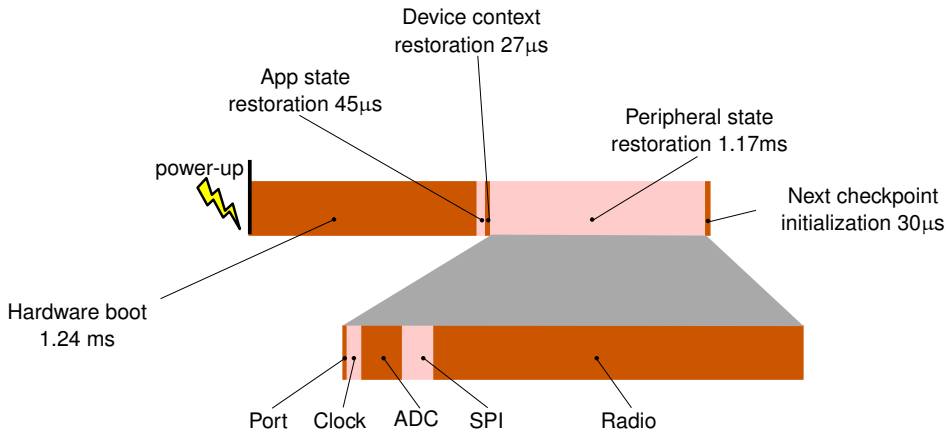 Device context
restoration 27μs
App state
restoration 45μs
Peripheral state
restoration 1.17ms
power-up
Next checkpoint
initialization 30μs
Hardware boot
1.24 ms
Port
Clock
ADC
SPI
Radio